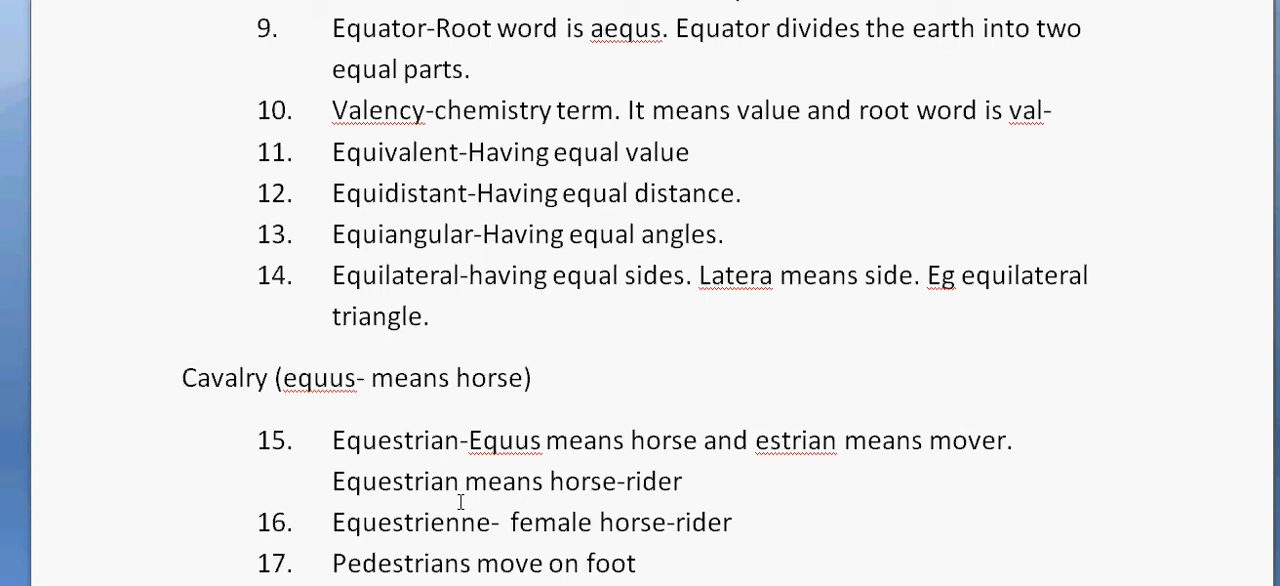 9. Equator-Root word is aequs. Equator divides the earth into two
equal parts.
10. Valency-chemistry term. It means value and root word is val-
11. Equivalent-Having equal value
12. Equidistant-Having equal distance.
13. Equiangular-Having equal angles.
14. Equilateral-having equal sides. Latera means side. Eg equilateral
triangle.
Cavalry (equus- means horse)
15. Equestrian-Equus means horse and estrian means mover.
Equestrian means horse-rider
16. Equestrienne- female horse-rider
17. Pedestrians move on foot